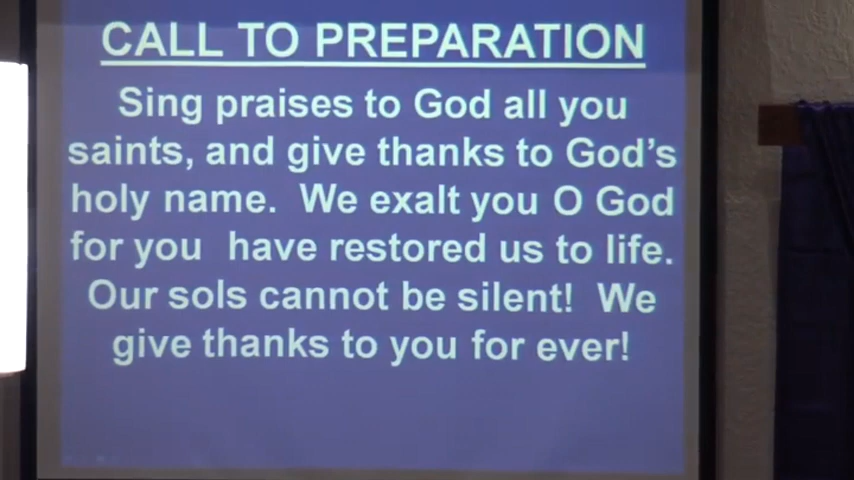 CALL TO PREPARATION
Sing praises to God all you
saints, and give thanks to God's
holy name.  We exalt you O God
for you  have restored us to life.
Our sols cannot be silent!  We
give thanks to you for ever!